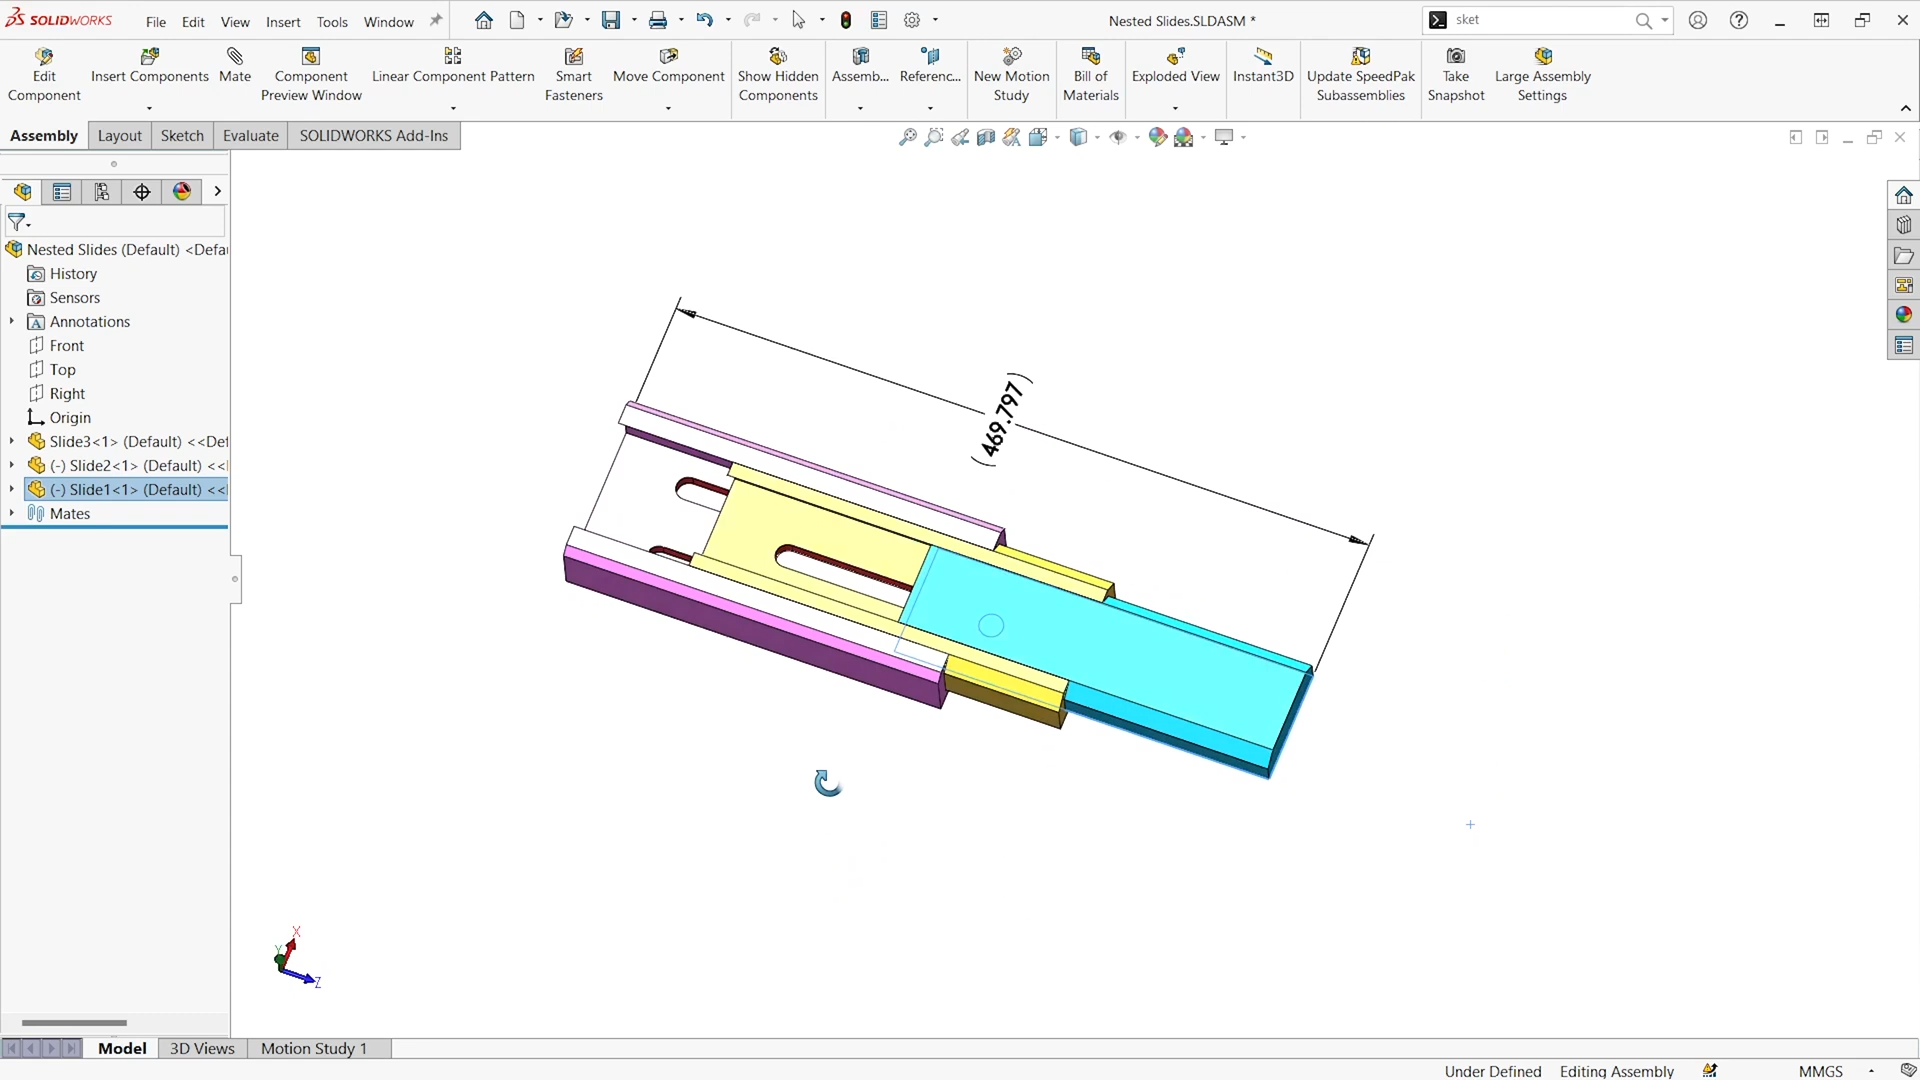 SOLIDWORKS File Edit View Insert Tools Window Nested Slides.SLDASM * sket
Edit Component
Insert Components
Mate
Component Preview Window
Linear Component Pattern
Smart Fasteners
Move Component
Show Hidden Components
Assemb...
Referenc...
New Motion Study
Bill of Materials
Exploded View
Instant3D
Update SpeedPak Subassemblies
Take Snapshot
Large Assembly Settings
Assembly Layout Sketch Evaluate SOLIDWORKS Add-Ins
Nested Slides (Default) <Defa
History
Sensors
A Annotations
Front
Top
Right
Origin
Slide3<1> (Default) <<Def
(-) Slide2<1> (Default) <<
(-) Slide1<1> (Default) <<
Mates
(469.797)
X
Y
Z
Model 3D Views Motion Study 1
Under Defined Editing Assembly MMGS